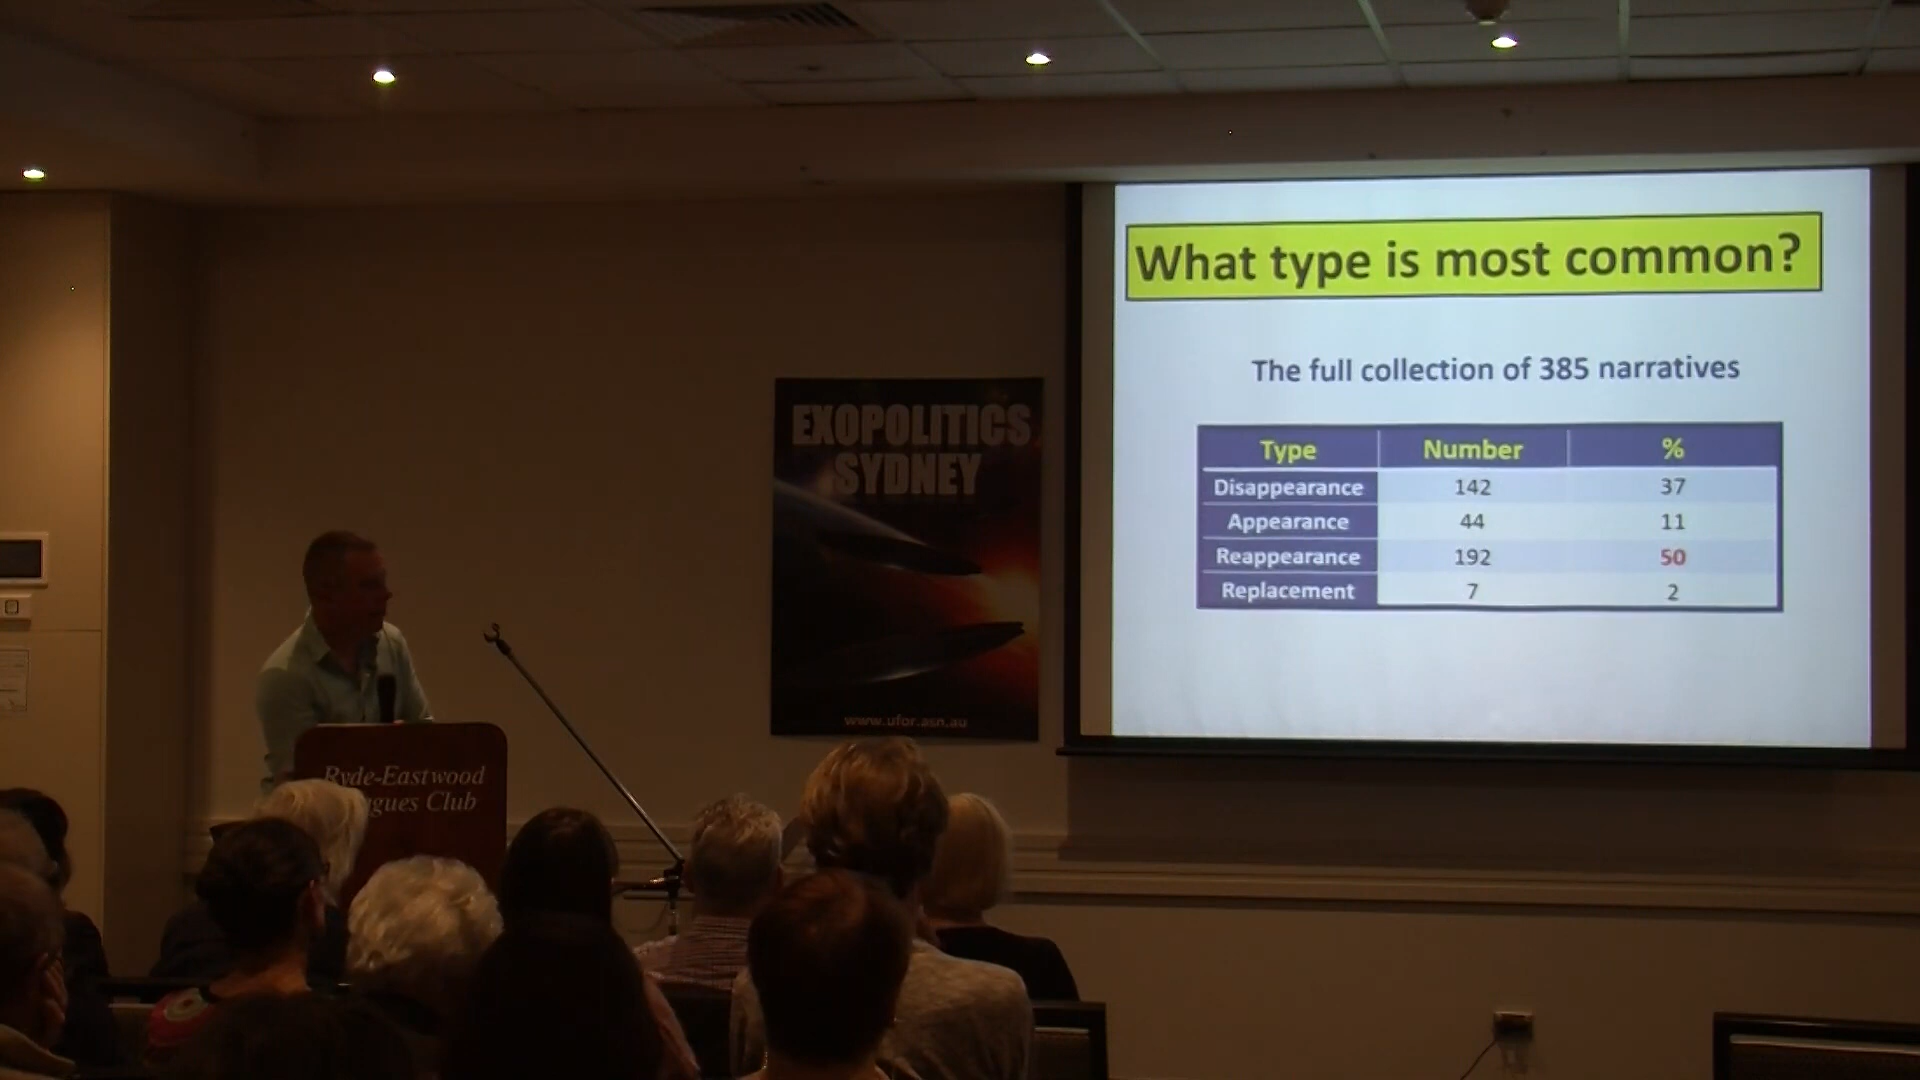 What type is most common?
The full collection of 385 narratives
Type Number %
Disappearance 142 37
Appearance 44 11
Reappearance 192 50
Replacement 7 2
EXOPOLITICS
SYDNEY
www.ufor.asn.au
Ryde-Eastwood
Club